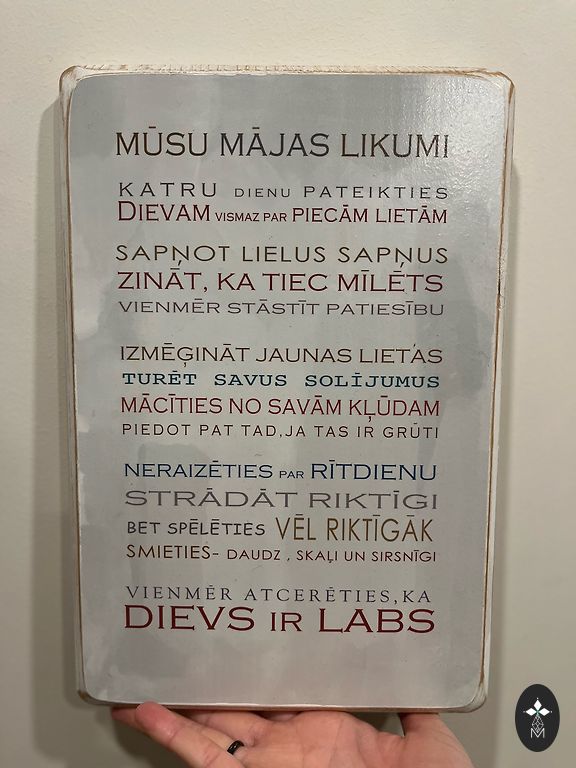 MŪSU MĀJAS LIKUMI
KATRU DIENU PATEIKTIES
DIEVAM VISMAZ PAR PIECĀM LIETĀM
SAPŅOT LIELUS SAPŅUS
ZINĀT, KA TIEC MĪLĒTS
VIENMĒR STĀSTĪT PATIESĪBU
IZMĒĢINĀT JAUNAS LIETAS
TURĒT SAVUS SOLĪJUMUS
MĀCĪTIES NO SAVĀM KĻŪDAM
PIEDOT PAT TAD,JA TAS IR GRŪTI
NERAIZĒTIES PAR RĪTDIENU
STRĀDĀT RIKTĪGI
BET SPĒLĒTIES VĒL RIKTĪGĀK
SMIETIES- DAUDZ , SKAĻI UN SIRSNĪGI
VIENMĒR ATCERĒTIES,KA
DIEVS IR LABS